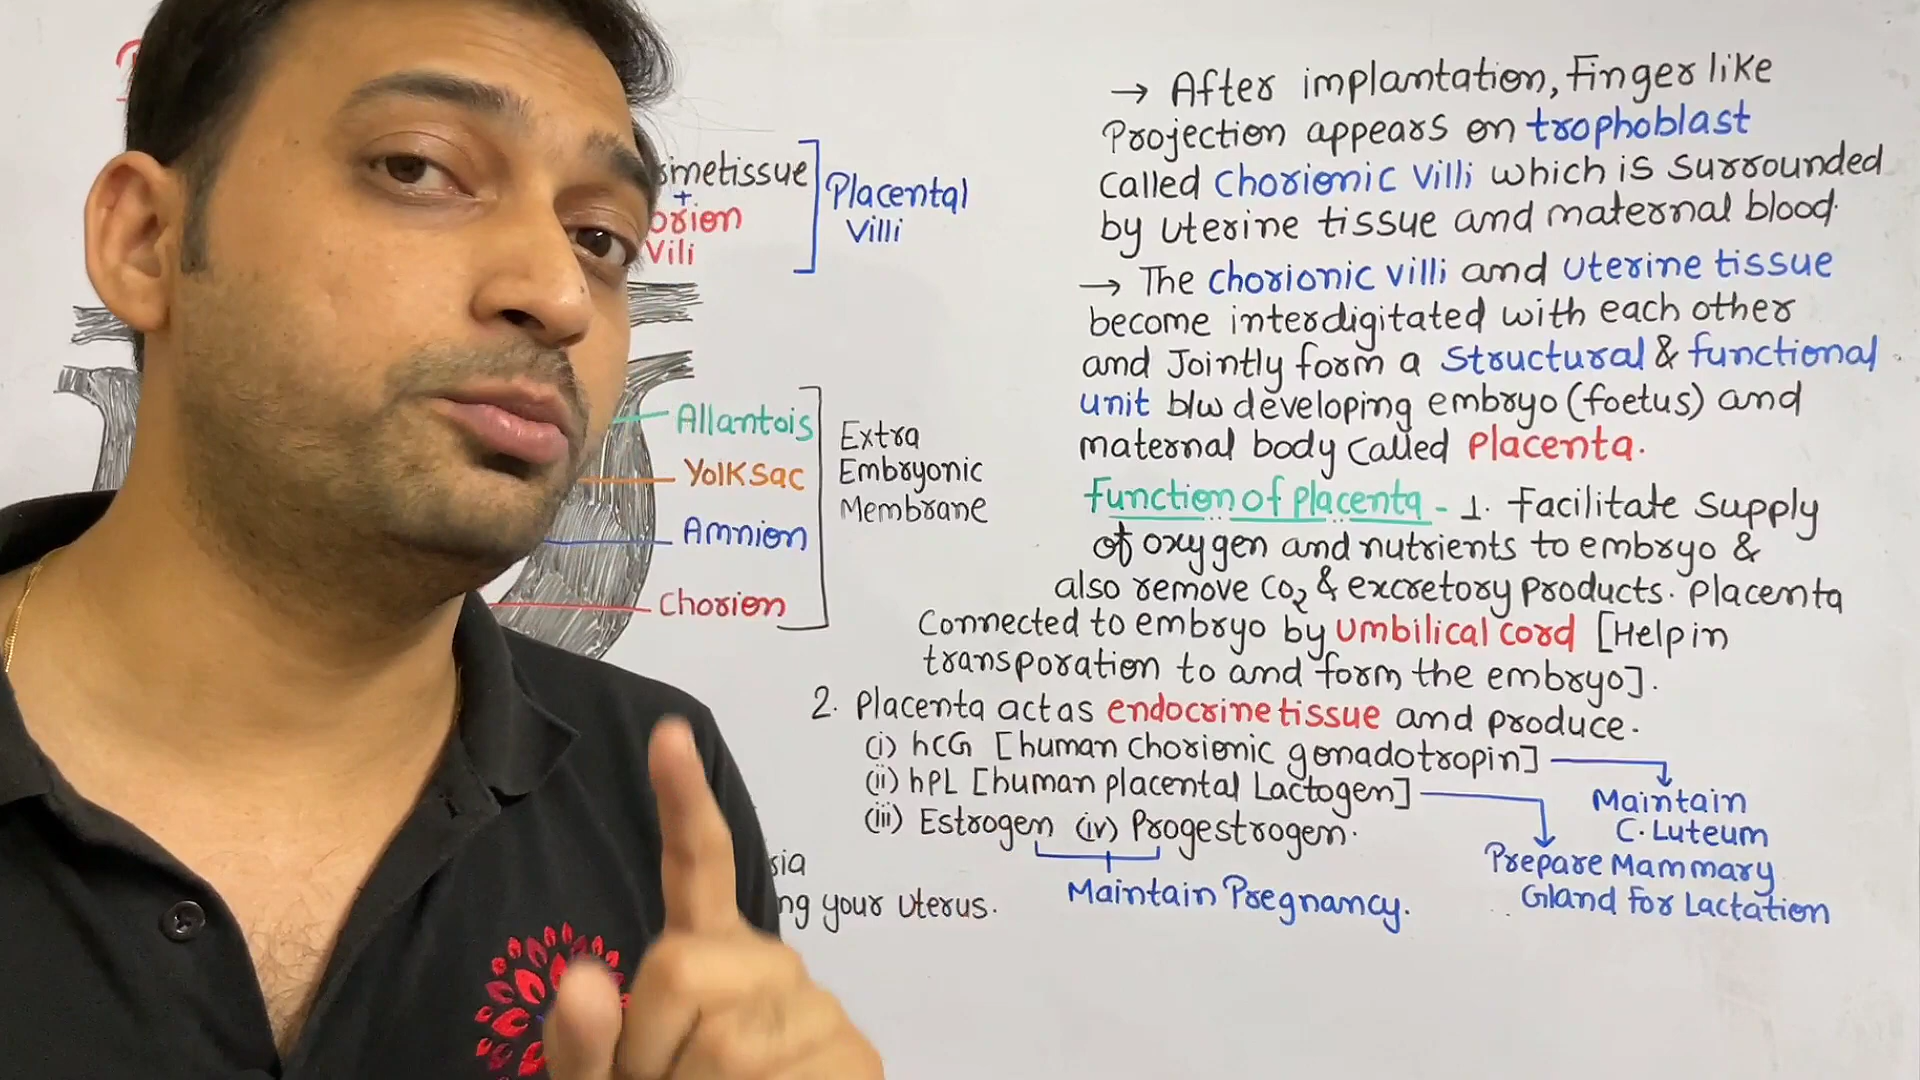 Placental
Villi
Vili
Allantois
YolkSac
Amnion
Chorion
Extra
Embryonic
Membrane
→ After implantation, Finger like
Projection appears on trophoblast
Called Chorionic Villi which is surrounded
by uterine tissue and maternal blood.
→ The chorionic villi and uterine tissue
become interdigitated with each other
and Jointly form a Structural & functional
unit b/w developing embryo (foetus) and
maternal body Called Placenta.
Function of Placenta - 1. Facilitate Supply
of oxygen and nutrients to embryo &
also remove CO2 & excretory products. Placenta
Connected to embryo by umbilical cord [Help in
transporation to and form the embryo].
2. Placenta act as endocrine tissue and produce.
(i) hCG [human Chorionic gonadotropin]
(ii) hPL [human placental Lactogen]
(iii) Estrogen (iv) Progestrogen.
Maintain Pregnancy.
Maintain
C. Luteum
Prepare Mammary
Gland For Lactation
your uterus.